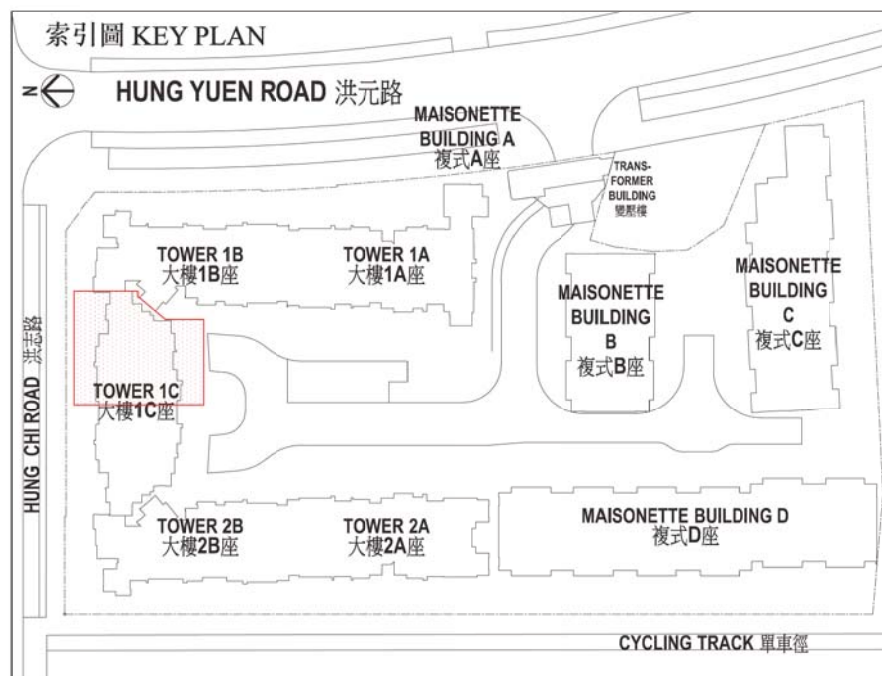 索引圖 KEY PLAN
N
HUNG YUEN ROAD 洪元路
MAISONETTE
BUILDING A
複式A座
TRANS-
FORMER
BUILDING
變壓樓
TOWER 1B
大樓1B座
TOWER 1A
大樓1A座
MAISONETTE
BUILDING
B
複式B座
MAISONETTE
BUILDING
C
複式C座
HUNG CHI ROAD 洪志路
TOWER 1C
大樓1C座
TOWER 2B
大樓2B座
TOWER 2A
大樓2A座
MAISONETTE BUILDING D
複式D座
CYCLING TRACK 單車徑